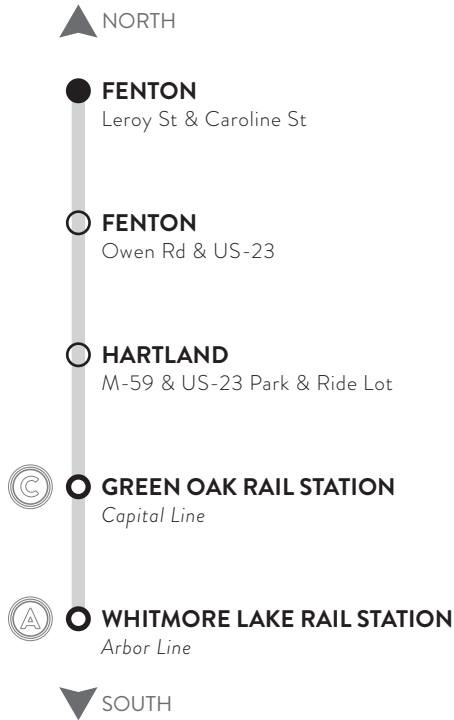 NORTH
FENTON
Leroy St & Caroline St
FENTON
Owen Rd & US-23
HARTLAND
M-59 & US-23 Park & Ride Lot
C
GREEN OAK RAIL STATION
Capital Line
A
WHITMORE LAKE RAIL STATION
Arbor Line
SOUTH